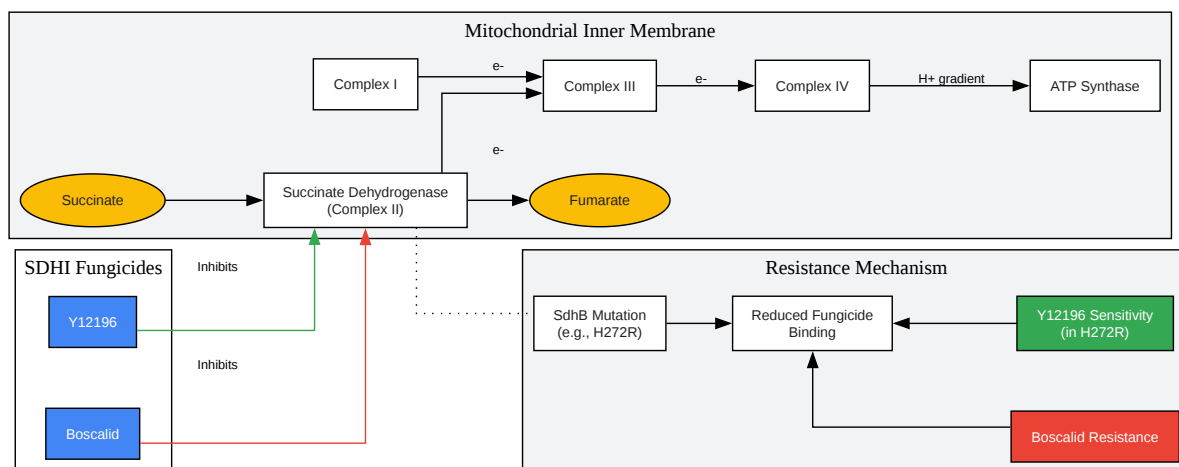 Mitochondrial Inner Membrane
Complex I
e-
Complex III
e-
Complex IV
H+ gradient
ATP Synthase
e-
Succinate
Succinate Dehydrogenase
(Complex II)
Fumarate
SDHI Fungicides
Inhibits
Y12196
Inhibits
Boscalid
Resistance Mechanism
SdhB Mutation
(e.g., H272R)
Reduced Fungicide
Binding
Y12196 Sensitivity
(in H272R)
Boscalid Resistance